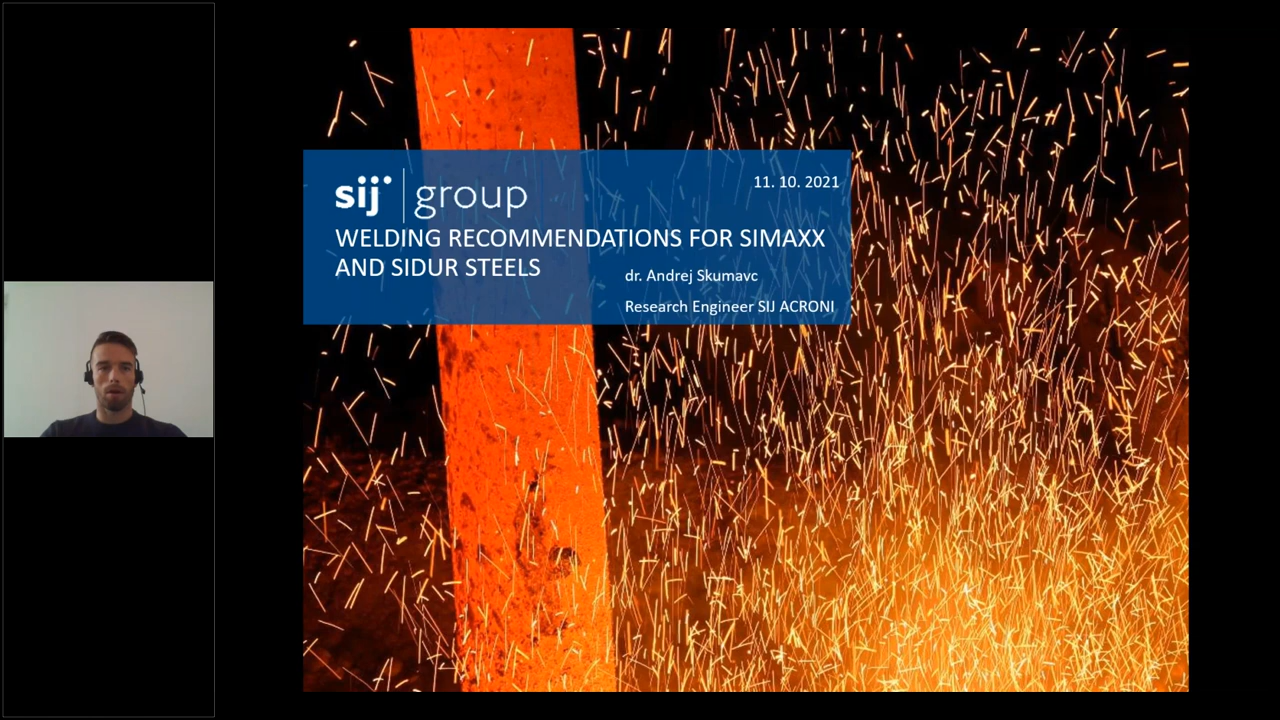 sij group
11. 10. 2021
WELDING RECOMMENDATIONS FOR SIMAXX
AND SIDUR STEELS
dr. Andrej Skumavc
Research Engineer SIJ ACRONI